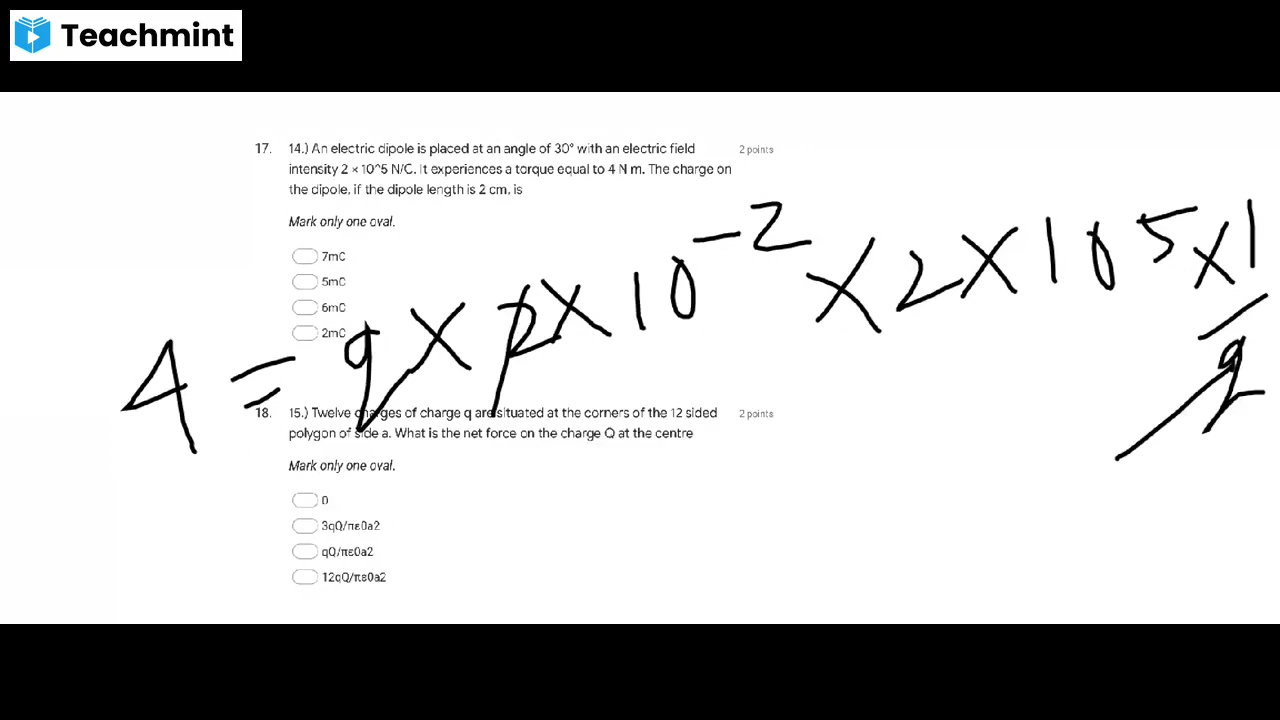 Teachmint
17. 14.) An electric dipole is placed at an angle of 30° with an electric field 2 points
intensity 2 × 10^5 N/C. It experiences a torque equal to 4 N m. The charge on
the dipole, if the dipole length is 2 cm, is
Mark only one oval.
7mC
5mC
6mC
2mC
4 = q × 2 × 10 -2 × 2 × 10 5 × 1
2
18. 15.) Twelve charges of charge q are situated at the corners of the 12 sided 2 points
polygon of side a. What is the net force on the charge Q at the centre
Mark only one oval.
0
3qQ/πε0a2
qQ/πε0a2
12qQ/πε0a2